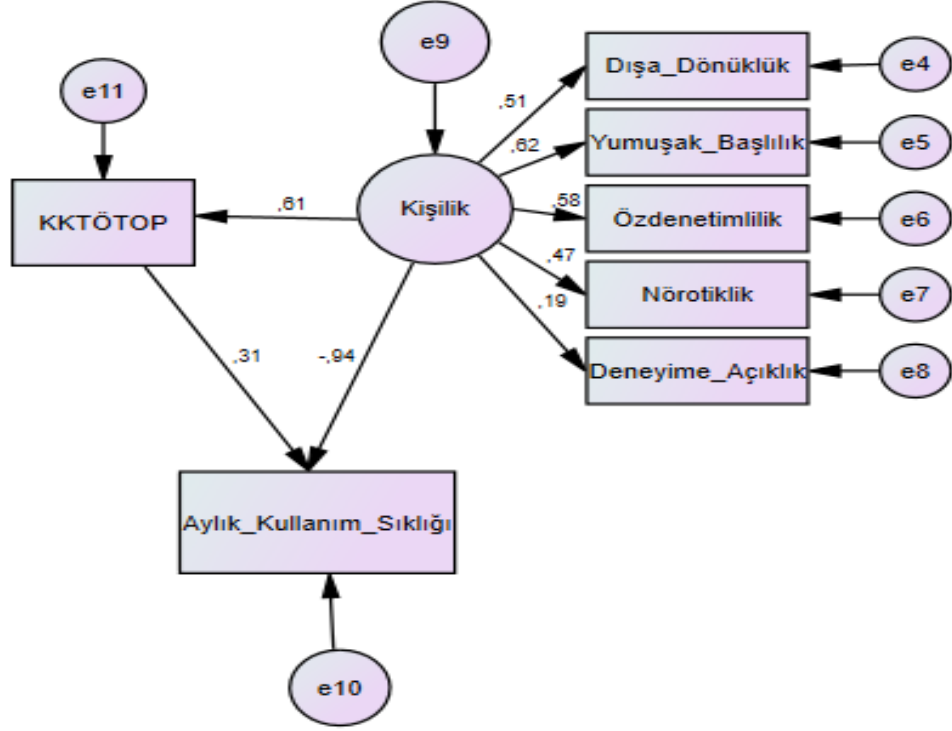 e9
Dışa_Dönüklük
e4
e11
,51
Yumuşak_Başlılık
e5
,62
KKTÖTOP
,61
Kişilik
,58
Özdenetimlilik
e6
,47
Nörotiklik
e7
,19
Deneyime_Açıklık
e8
,31
-,94
Aylık_Kullanım_Sıklığı
e10